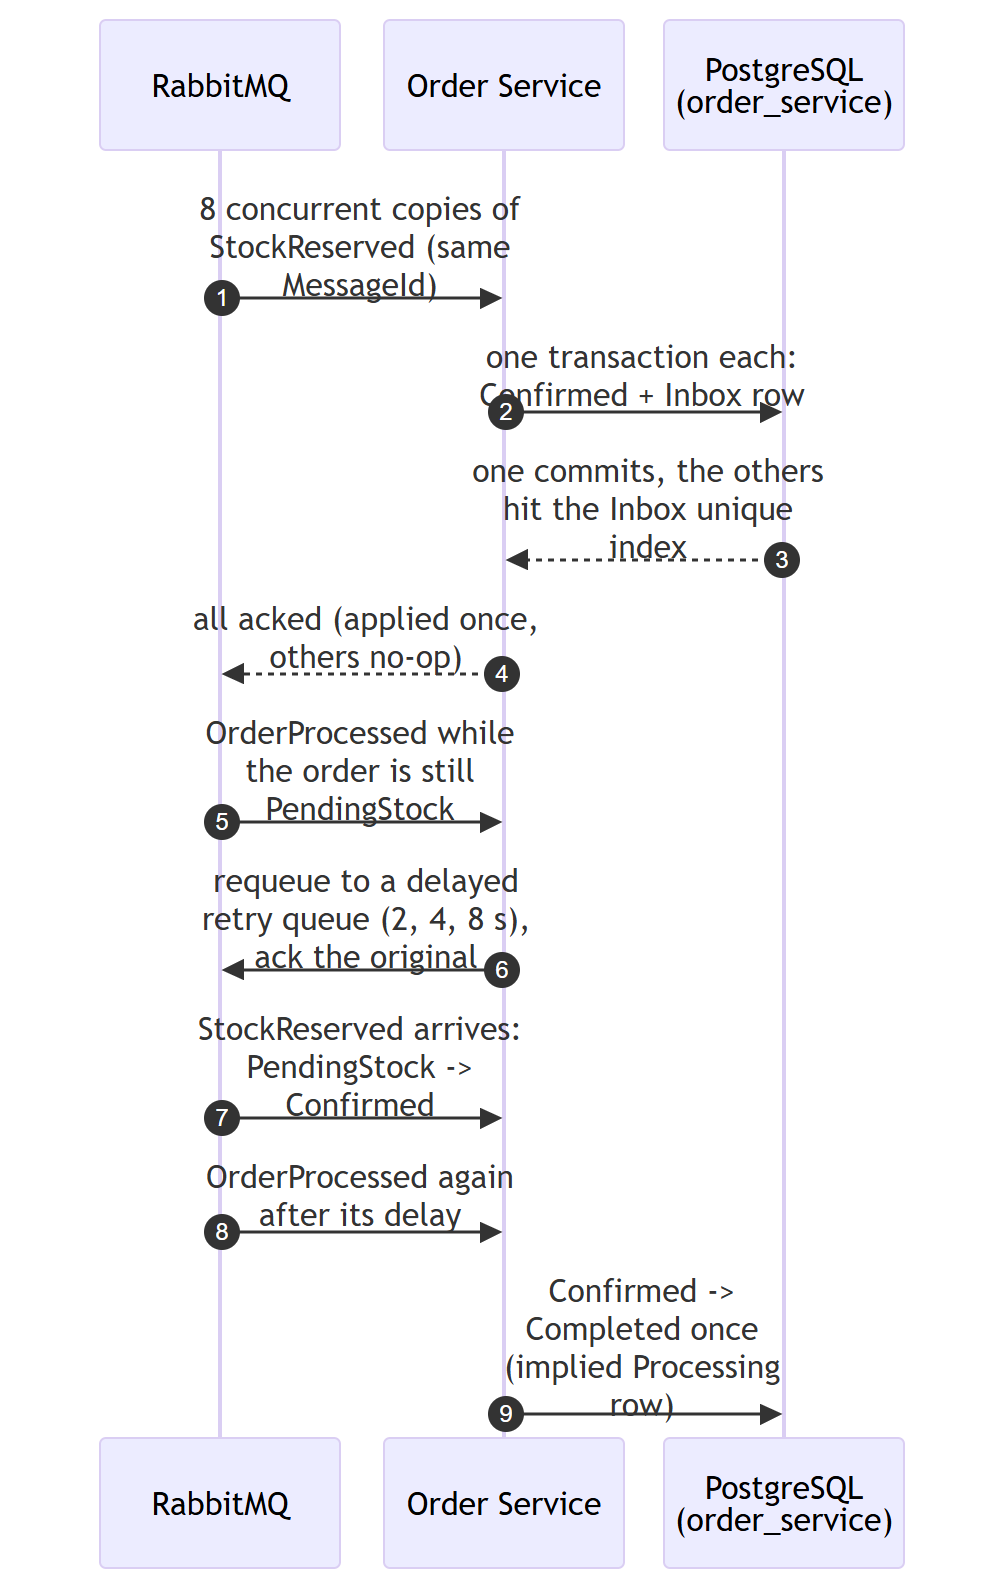 RabbitMQ
Order Service
PostgreSQL
(order_service)
8 concurrent copies of
StockReserved (same
MessageId)
1
one transaction each:
Confirmed + Inbox row
2
one commits, the others
hit the Inbox unique
index
3
all acked (applied once,
others no-op)
4
OrderProcessed while
the order is still
PendingStock
5
requeue to a delayed
retry queue (2, 4, 8 s),
ack the original
6
StockReserved arrives:
PendingStock ->
Confirmed
7
OrderProcessed again
after its delay
8
Confirmed ->
Completed once
(implied Processing
row)
9
RabbitMQ
Order Service
PostgreSQL
(order_service)